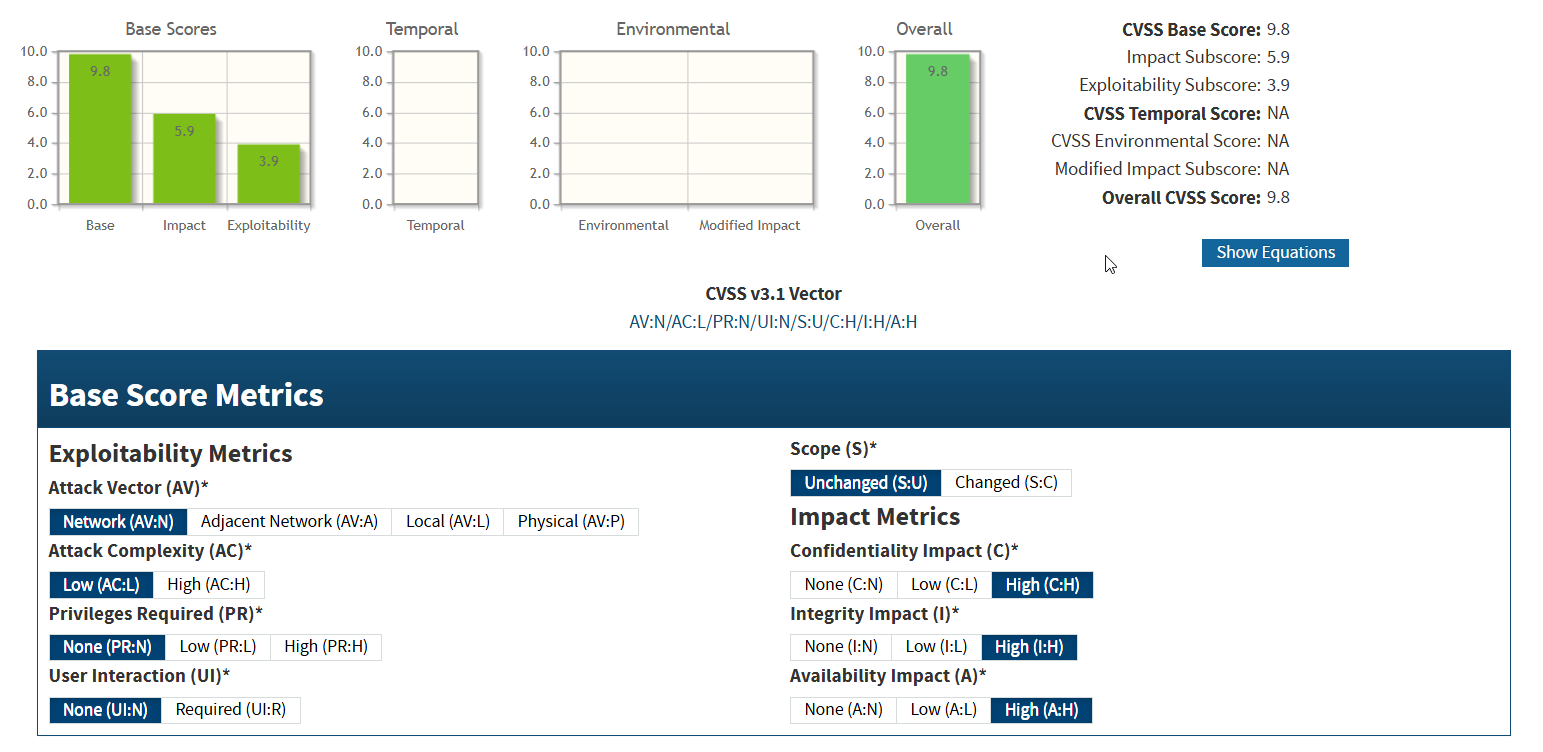 Base Scores
10.0
8.0
6.0
4.0
2.0
0.0
9.8
5.9
3.9
Base Impact Exploitability
Temporal
10.0
8.0
6.0
4.0
2.0
0.0
Temporal
Environmental
10.0
8.0
6.0
4.0
2.0
0.0
Environmental Modified Impact
Overall
10.0
8.0
6.0
4.0
2.0
0.0
9.8
Overall
CVSS Base Score: 9.8
Impact Subscore: 5.9
Exploitability Subscore: 3.9
CVSS Temporal Score: NA
CVSS Environmental Score: NA
Modified Impact Subscore: NA
Overall CVSS Score: 9.8
Show Equations
CVSS v3.1 Vector
AV:N/AC:L/PR:N/UI:N/S:U/C:H/I:H/A:H
Base Score Metrics
Exploitability Metrics
Attack Vector (AV)*
Network (AV:N) Adjacent Network (AV:A) Local (AV:L) Physical (AV:P)
Attack Complexity (AC)*
Low (AC:L) High (AC:H)
Privileges Required (PR)*
None (PR:N) Low (PR:L) High (PR:H)
User Interaction (UI)*
None (UI:N) Required (UI:R)
Scope (S)*
Unchanged (S:U) Changed (S:C)
Impact Metrics
Confidentiality Impact (C)*
None (C:N) Low (C:L) High (C:H)
Integrity Impact (I)*
None (I:N) Low (I:L) High (I:H)
Availability Impact (A)*
None (A:N) Low (A:L) High (A:H)